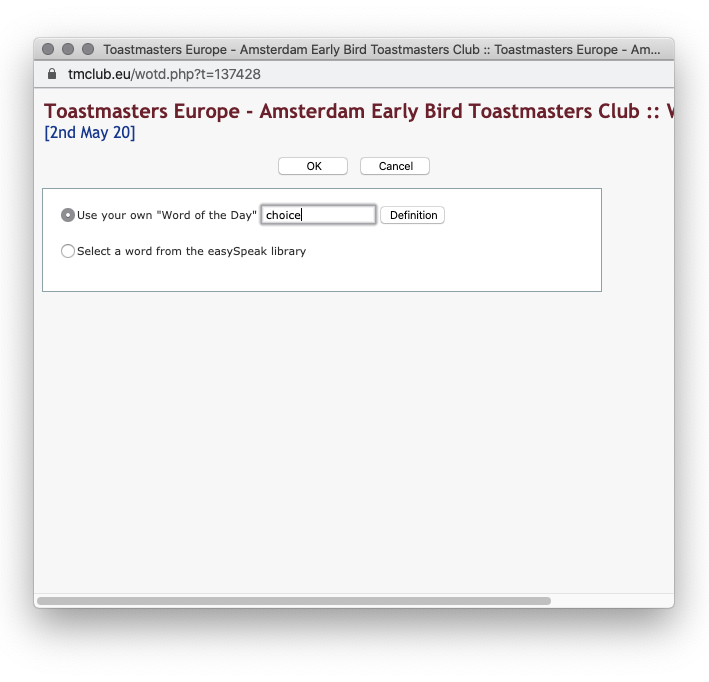 Toastmasters Europe - Amsterdam Early Bird Toastmasters Club :: Toastmasters Europe - Am...
tmclub.eu/wotd.php?t=137428
Toastmasters Europe - Amsterdam Early Bird Toastmasters Club ::
[2nd May 20]
OK Cancel
Use your own "Word of the Day" choice Definition
Select a word from the easySpeak library